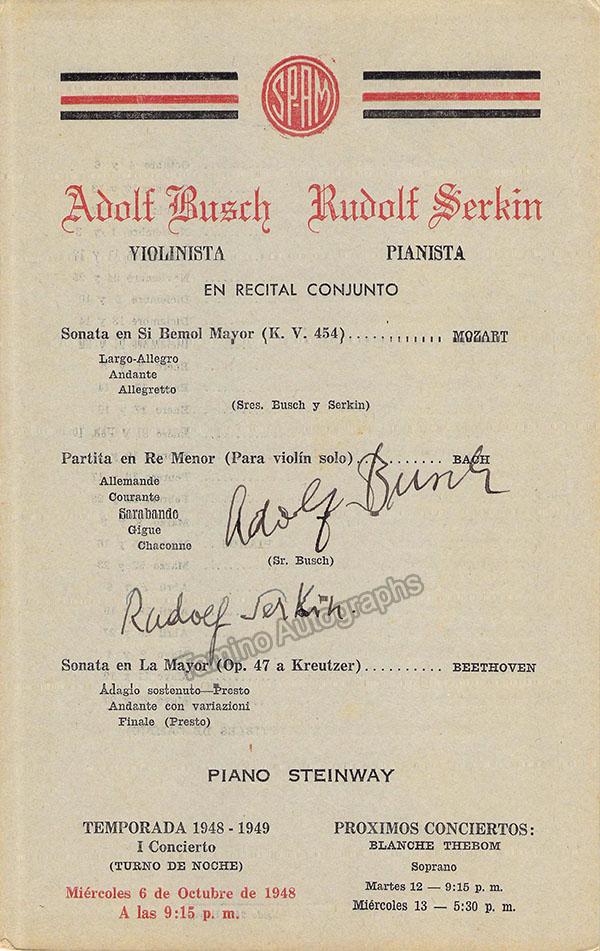 SPAM
Adolf Busch Rudolf Serkin
VIOLINISTA PIANISTA
EN RECITAL CONJUNTO
Sonata en Si Bemol Mayor (K. V. 454)............ MOZART
Largo-Allegro
Andante
Allegretto
(Sres. Busch y Serkin)
Partita en Re Menor (Para violín solo).......... BACH
Allemande
Courante
Sarabande
Gigue
Chaconne
Adolf Busch
(Sr. Busch)
Rudolf Serkin.
Tamino Autographs
Sonata en La Mayor (Op. 47 a Kreutzer).......... BEETHOVEN
Adagio sostenuto—Presto
Andante con variazioni
Finale (Presto)
PIANO STEINWAY
TEMPORADA 1948 - 1949
I Concierto
(TURNO DE NOCHE)
Miércoles 6 de Octubre de 1948
A las 9:15 p. m.
PROXIMOS CONCIERTOS:
BLANCHE THEBOM
Soprano
Martes 12 — 9:15 p. m.
Miércoles 13 — 5:30 p. m.